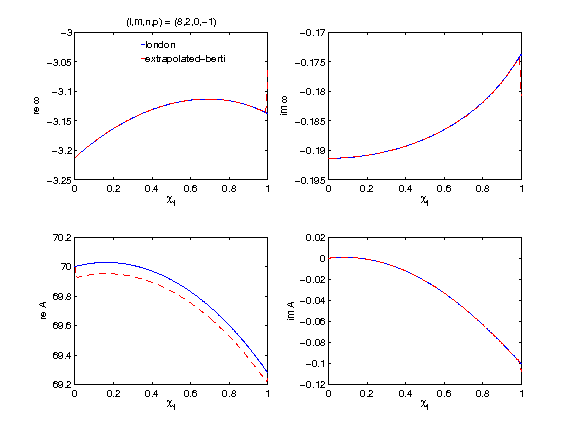 (l,m,n,p) = (8,2,0,−1)
−3
−3.05
−3.1
−3.15
−3.2
−3.25
re ω
london
extrapolated−berti
0 0.2 0.4 0.6 0.8 1
χf
−0.17
−0.175
−0.18
−0.185
−0.19
−0.195
im ω
0 0.2 0.4 0.6 0.8 1
χf
70.2
70
69.8
69.6
69.4
69.2
re A
0 0.2 0.4 0.6 0.8 1
χf
0.02
0
−0.02
−0.04
−0.06
−0.08
−0.1
−0.12
im A
0 0.2 0.4 0.6 0.8 1
χf